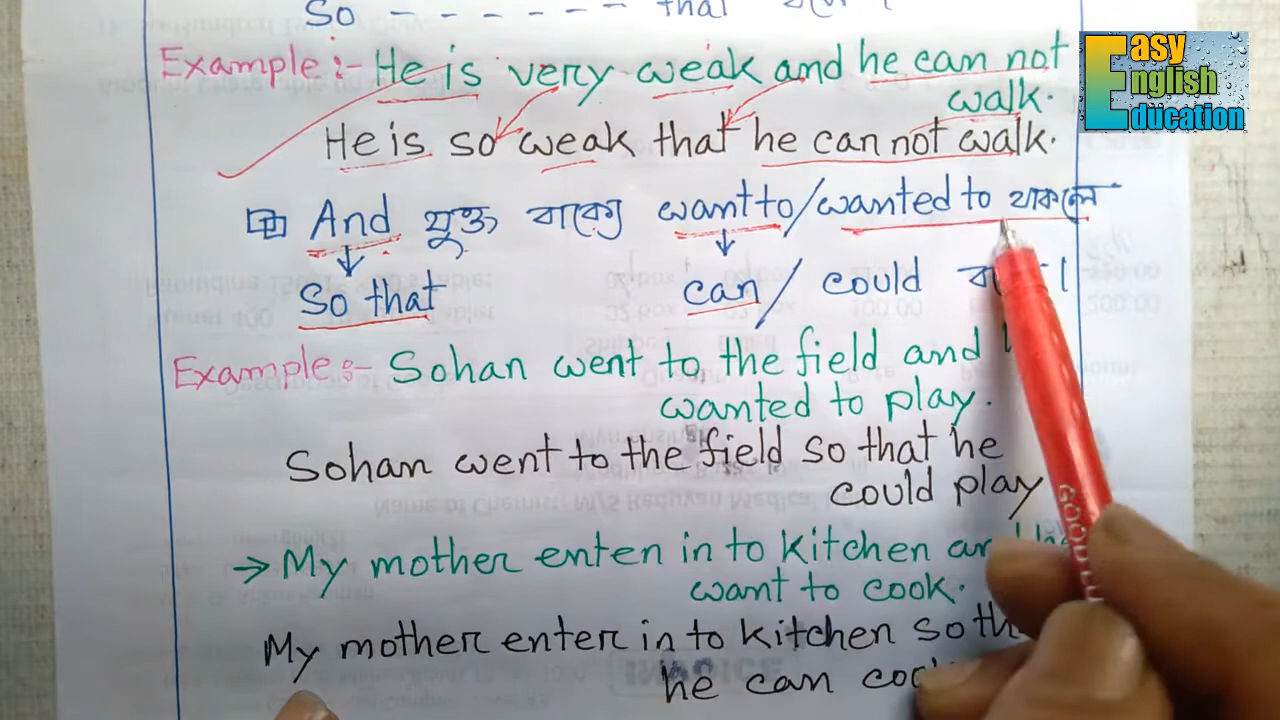 So - - - - - - - that
Example :- He is very weak and he can not
walk.
He is so weak that he can not walk.
And যুক্ত বাক্যে want to/wanted to থাকলে
So that can/ could
Example :- Sohan went to the field and
wanted to play.
Sohan went to the field so that he
could play
→ My mother enten in to kitchen
want to cook.
My mother enter in to kitchen so
he can
Easy
English
Education